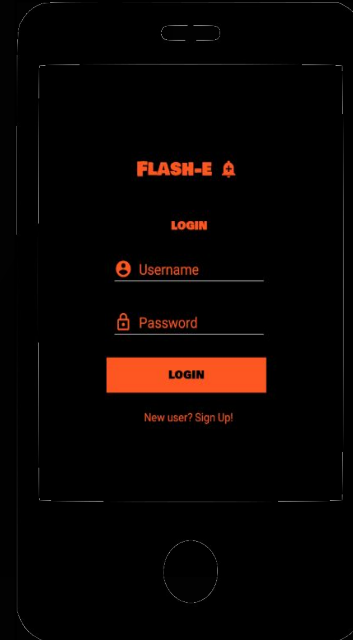 FLASH-E
LOGIN
Username
Password
LOGIN
New user? Sign Up!